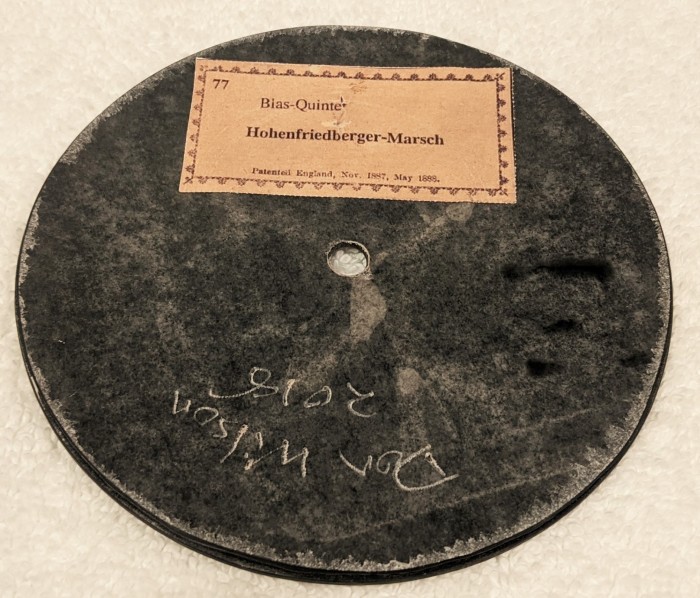 77
Bias-Quintet
Hohenfriedberger-Marsch
Patented England, Nov. 1887, May 1888.
Don Wilson
2018